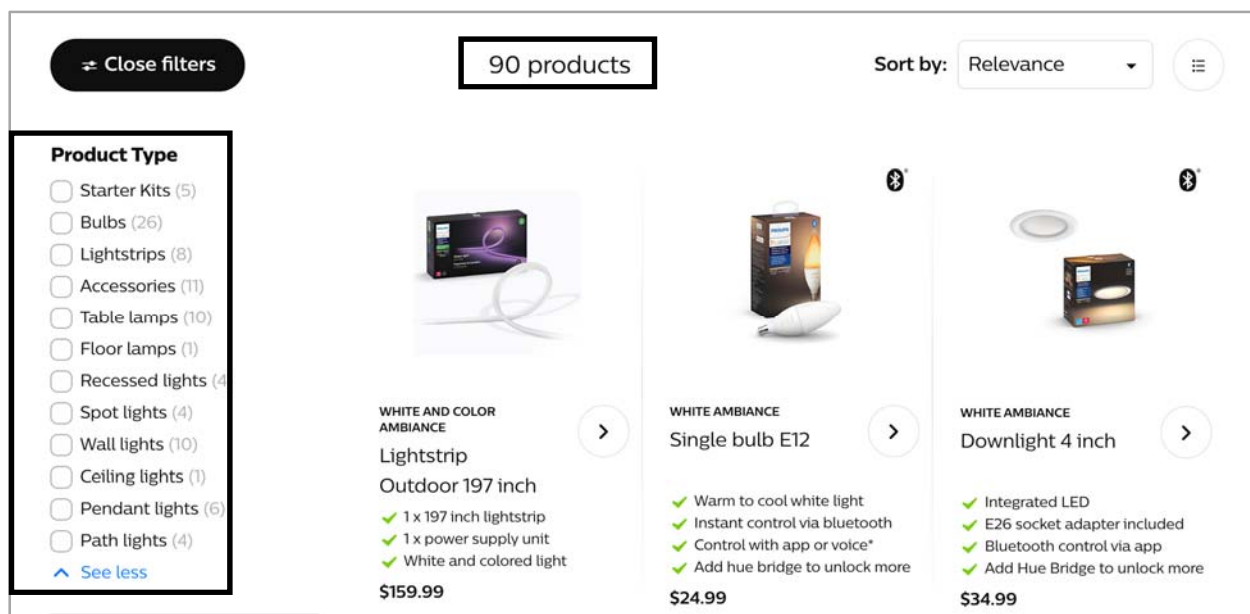 Close filters
90 products
Sort by: Relevance
Product Type
Starter Kits (5)
Bulbs (26)
Lightstrips (8)
Accessories (11)
Table lamps (10)
Floor lamps (1)
Recessed lights (4
Spot lights (4)
Wall lights (10)
Ceiling lights (1)
Pendant lights (6)
Path lights (4)
See less
WHITE AND COLOR
AMBIANCE
Lightstrip
Outdoor 197 inch
1 x 197 inch lightstrip
1 x power supply unit
White and colored light
$159.99
PHILIPS
WHITE AMBIANCE
Single bulb E12
Warm to cool white light
Instant control via bluetooth
Control with app or voice*
Add hue bridge to unlock more
$24.99
WHITE AMBIANCE
Downlight 4 inch
Integrated LED
E26 socket adapter included
Bluetooth control via app
Add Hue Bridge to unlock more
$34.99